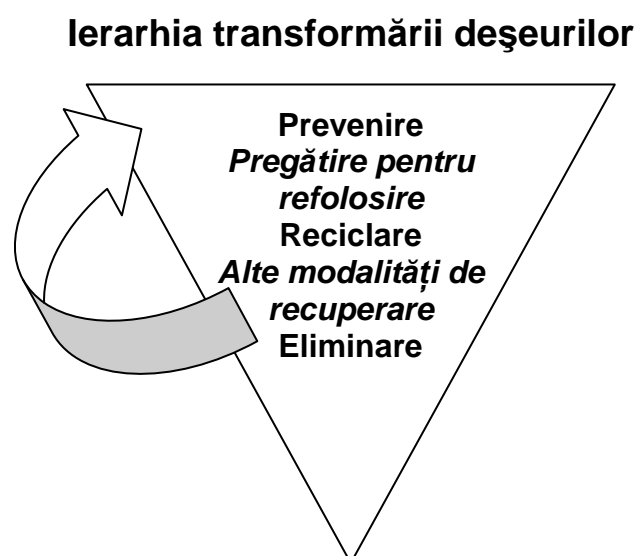 Ierarhia transformării deşeurilor
Prevenire
Pregătire pentru
refolosire
Reciclare
Alte modalități de
recuperare
Eliminare